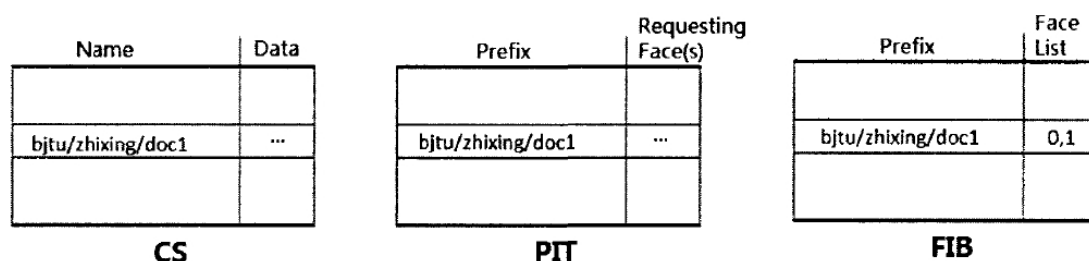 Name Data
bjtu/zhixing/doc1 ...
CS
Prefix Requesting Face(s)
bjtu/zhixing/doc1 ...
PIT
Prefix Face List
bjtu/zhixing/doc1 0,1
FIB